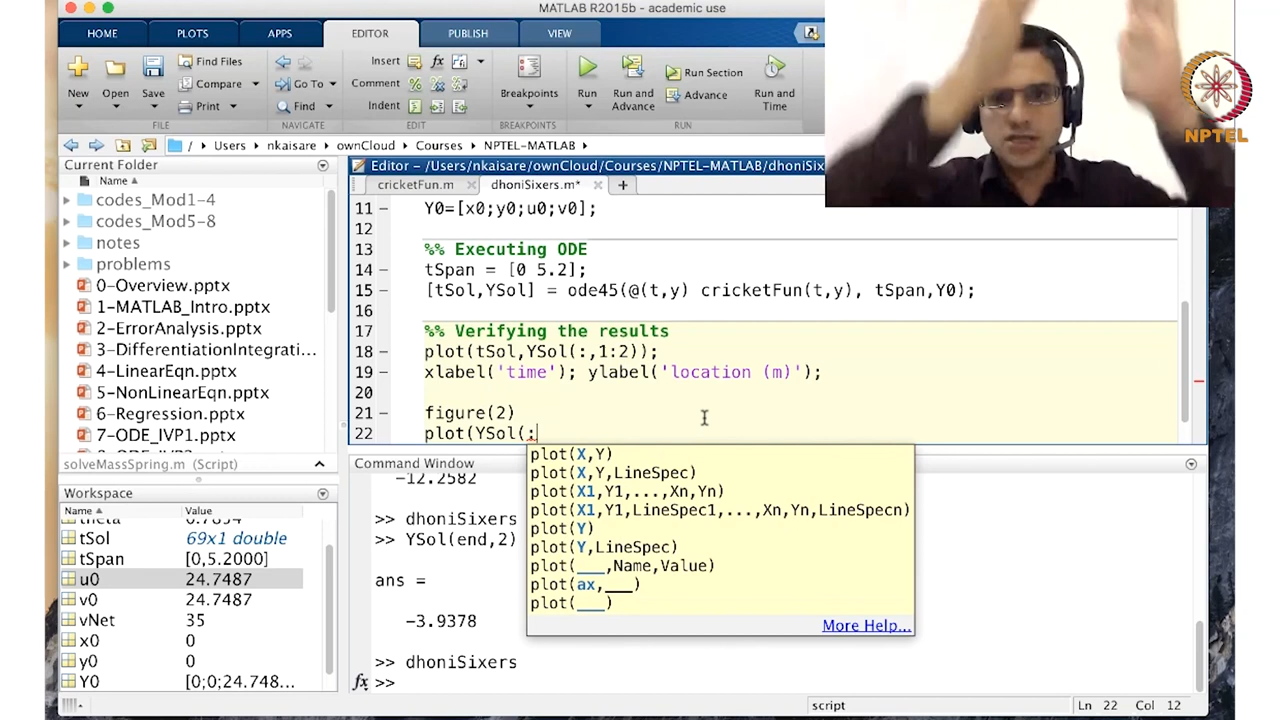 MATLAB R2015b - academic use
HOME PLOTS APPS EDITOR PUBLISH VIEW
New Open Save Find Files Compare Print Go To Find Insert Comment Indent Breakpoints Run Run and Advance Run Section Advance Run and Time
FILE NAVIGATE EDIT BREAKPOINTS RUN
NPTEL
/ Users nkaisare ownCloud Courses NPTEL-MATLAB
Current Folder
Name
codes_Mod1-4
codes_Mod5-8
notes
problems
0-Overview.pptx
1-MATLAB_Intro.pptx
2-ErrorAnalysis.pptx
3-DifferentiationIntegrati...
4-LinearEqn.pptx
5-NonLinearEqn.pptx
6-Regression.pptx
7-ODE_IVP1.pptx
solveMassSpring.m (Script)
Workspace
Name Value
theta 0.7854
tSol 69x1 double
tSpan [0,5.2000]
u0 24.7487
v0 24.7487
vNet 35
x0 0
y0 0
Y0 [0;0;24.748...
Editor - /Users/nkaisare/ownCloud/Courses/NPTEL-MATLAB/dhoniSix
cricketFun.m dhoniSixers.m*
11 Y0=[x0;y0;u0;v0];
12
13 %% Executing ODE
14 tSpan = [0 5.2];
15 [tSol,YSol] = ode45(@(t,y) cricketFun(t,y), tSpan,Y0);
16
17 %% Verifying the results
18 plot(tSol,YSol(:,1:2));
19 xlabel('time'); ylabel('location (m)');
20
21 figure(2)
22 plot(YSol(:
plot(X,Y)
plot(X,Y,LineSpec)
plot(X1,Y1,...,Xn,Yn)
plot(X1,Y1,LineSpec1,...,Xn,Yn,LineSpecn)
plot(Y)
plot(Y,LineSpec)
plot(___,Name,Value)
plot(ax,___)
plot(___)
More Help...
Command Window
-12.2582
>> dhoniSixers
>> YSol(end,2)
ans =
-3.9378
>> dhoniSixers
fx >>
script Ln 22 Col 12